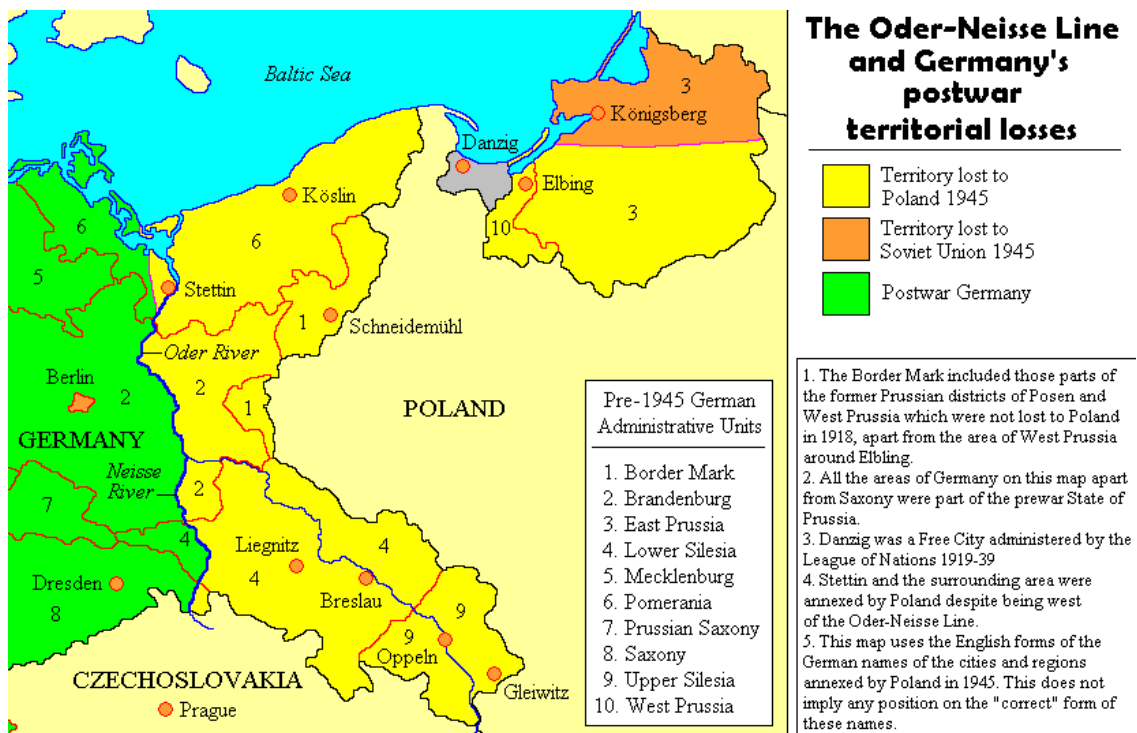 The Oder-Neisse Line
and Germany's
postwar
territorial losses
Territory lost to
Poland 1945
Territory lost to
Soviet Union 1945
Postwar Germany
Baltic Sea
3
Königsberg
Danzig
Elbing
Köslin
3
10
6
6
5
Stettin
1
Schneidemühl
Oder River
Berlin
2
2
1
POLAND
GERMANY
Neisse
River
2
7
4
Liegnitz
4
4
Dresden
Breslau
8
9
9
Oppeln
Gleiwitz
CZECHOSLOVAKIA
Prague
Pre-1945 German
Administrative Units
1. Border Mark
2. Brandenburg
3. East Prussia
4. Lower Silesia
5. Mecklenburg
6. Pomerania
7. Prussian Saxony
8. Saxony
9. Upper Silesia
10. West Prussia
1. The Border Mark included those parts of
the former Prussian districts of Posen and
West Prussia which were not lost to Poland
in 1918, apart from the area of West Prussia
around Elbling.
2. All the areas of Germany on this map apart
from Saxony were part of the prewar State of
Prussia.
3. Danzig was a Free City administered by the
League of Nations 1919-39
4. Stettin and the surrounding area were
annexed by Poland despite being west
of the Oder-Neisse Line.
5. This map uses the English forms of the
German names of the cities and regions
annexed by Poland in 1945. This does not
imply any position on the "correct" form of
these names.